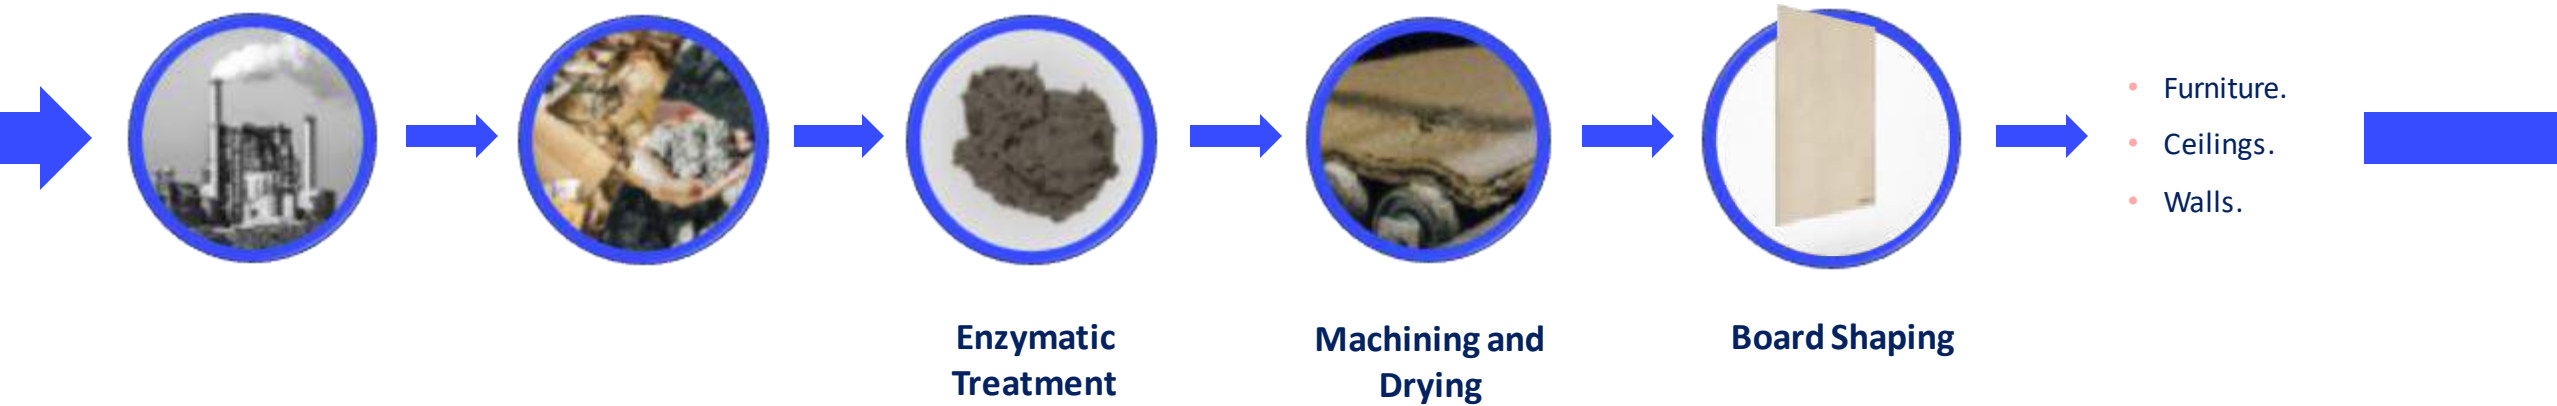 Furniture.
Ceilings.
Walls.
Enzymatic
Treatment
Machining and
Drying
Board Shaping